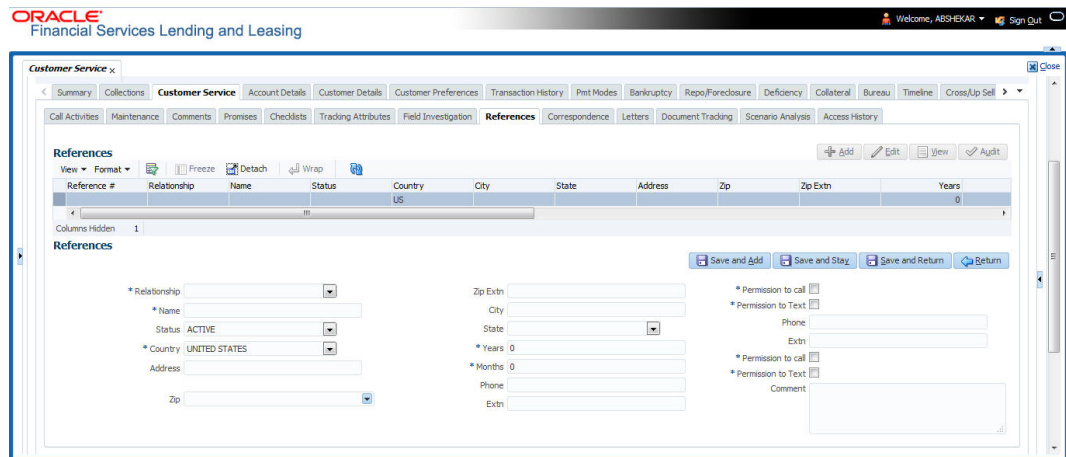 ORACLE®
Financial Services Lending and Leasing
Welcome, ABSHEKAR
Sign Out
Customer Service
Close
Summary Collections Customer Service Account Details Customer Details Customer Preferences Transaction History Pmt Modes Bankruptcy Repo/Foreclosure Deficiency Collateral Bureau Timeline Cross/Up Sell
Call Activities Maintenance Comments Promises Checklists Tracking Attributes Field Investigation References Correspondence Letters Document Tracking Scenario Analysis Access History
References
Add Edit View Audit
View Format Freeze Detach Wrap
Reference # Relationship Name Status Country City State Address Zip Zip Extn Years
US 0
Columns Hidden 1
References
Save and Add Save and Stay Save and Return Return
* Relationship
* Name
Status ACTIVE
* Country UNITED STATES
Address
Zip
Zip Extn
City
State
* Years 0
* Months 0
Phone
Extn
* Permission to call
* Permission to Text
Phone
Extn
* Permission to call
* Permission to Text
Comment